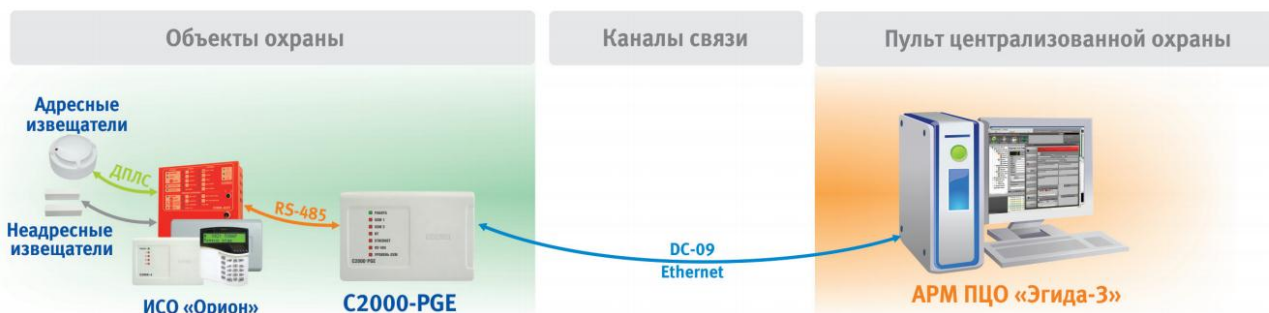 Объекты охраны
Каналы связи
Пульт централизованной охраны
Адресные
извещатели
ДПЛС
RS-485
Неадресные
извещатели
DC-09
Ethernet
ИСО «Орион»
С2000-PGE
АРМ ПЦО «Эгида-3»